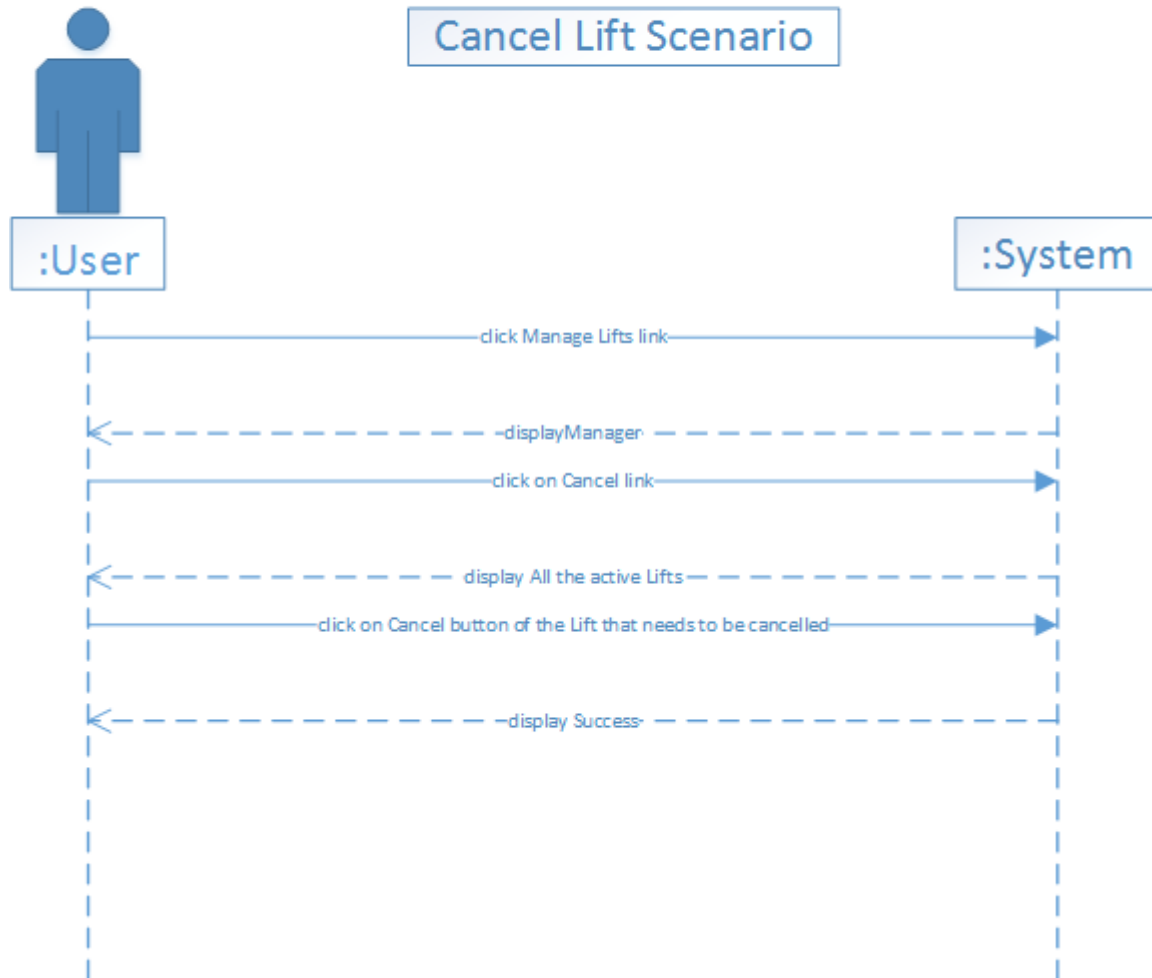 Cancel Lift Scenario
:User
:System
click Manage Lifts link
displayManager
click on Cancel link
display All the active Lifts
click on Cancel button of the Lift that needs to be cancelled
display Success